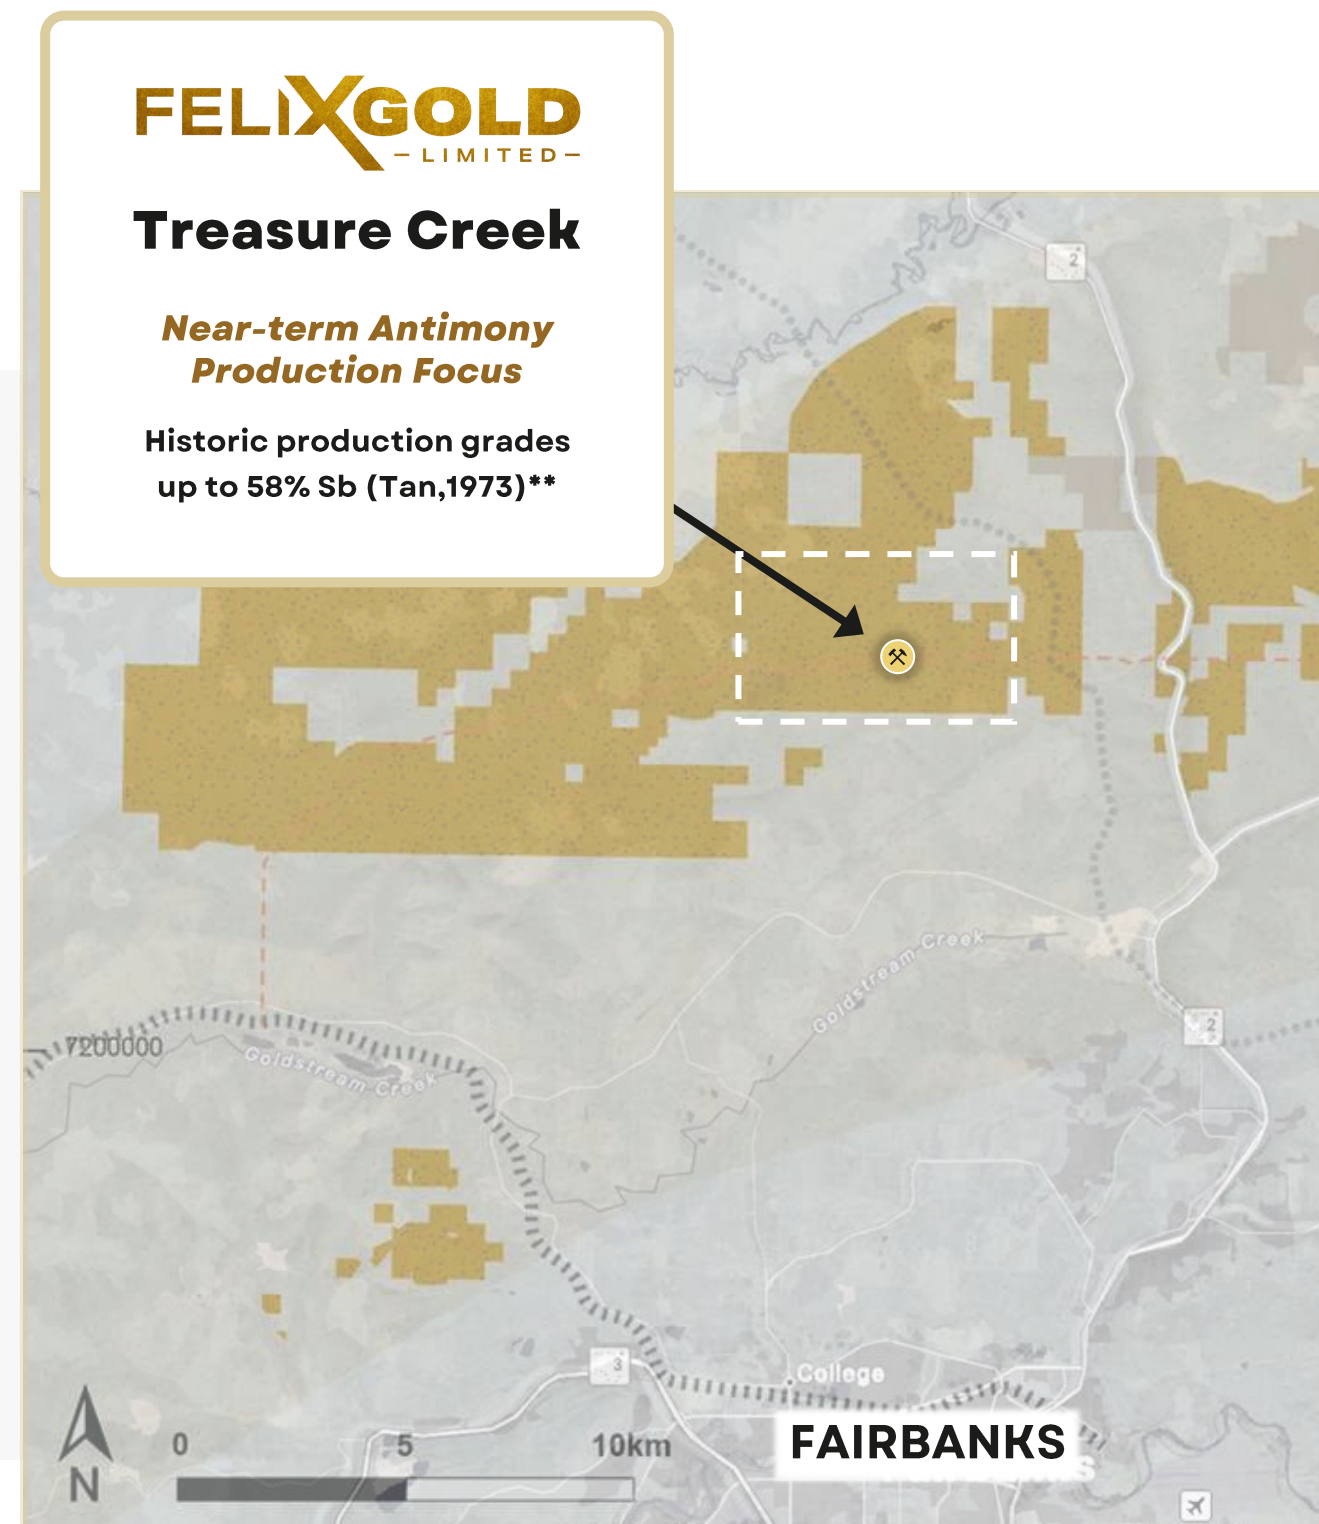 FELIXGOLD
LIMITED
Treasure Creek
Near-term Antimony
Production Focus
Historic production grades
up to 58% Sb (Tan,1973)**
2
Goldstream Creek
2
7200000
Goldstream Creek
3
College
FAIRBANKS
0 5 10km
N